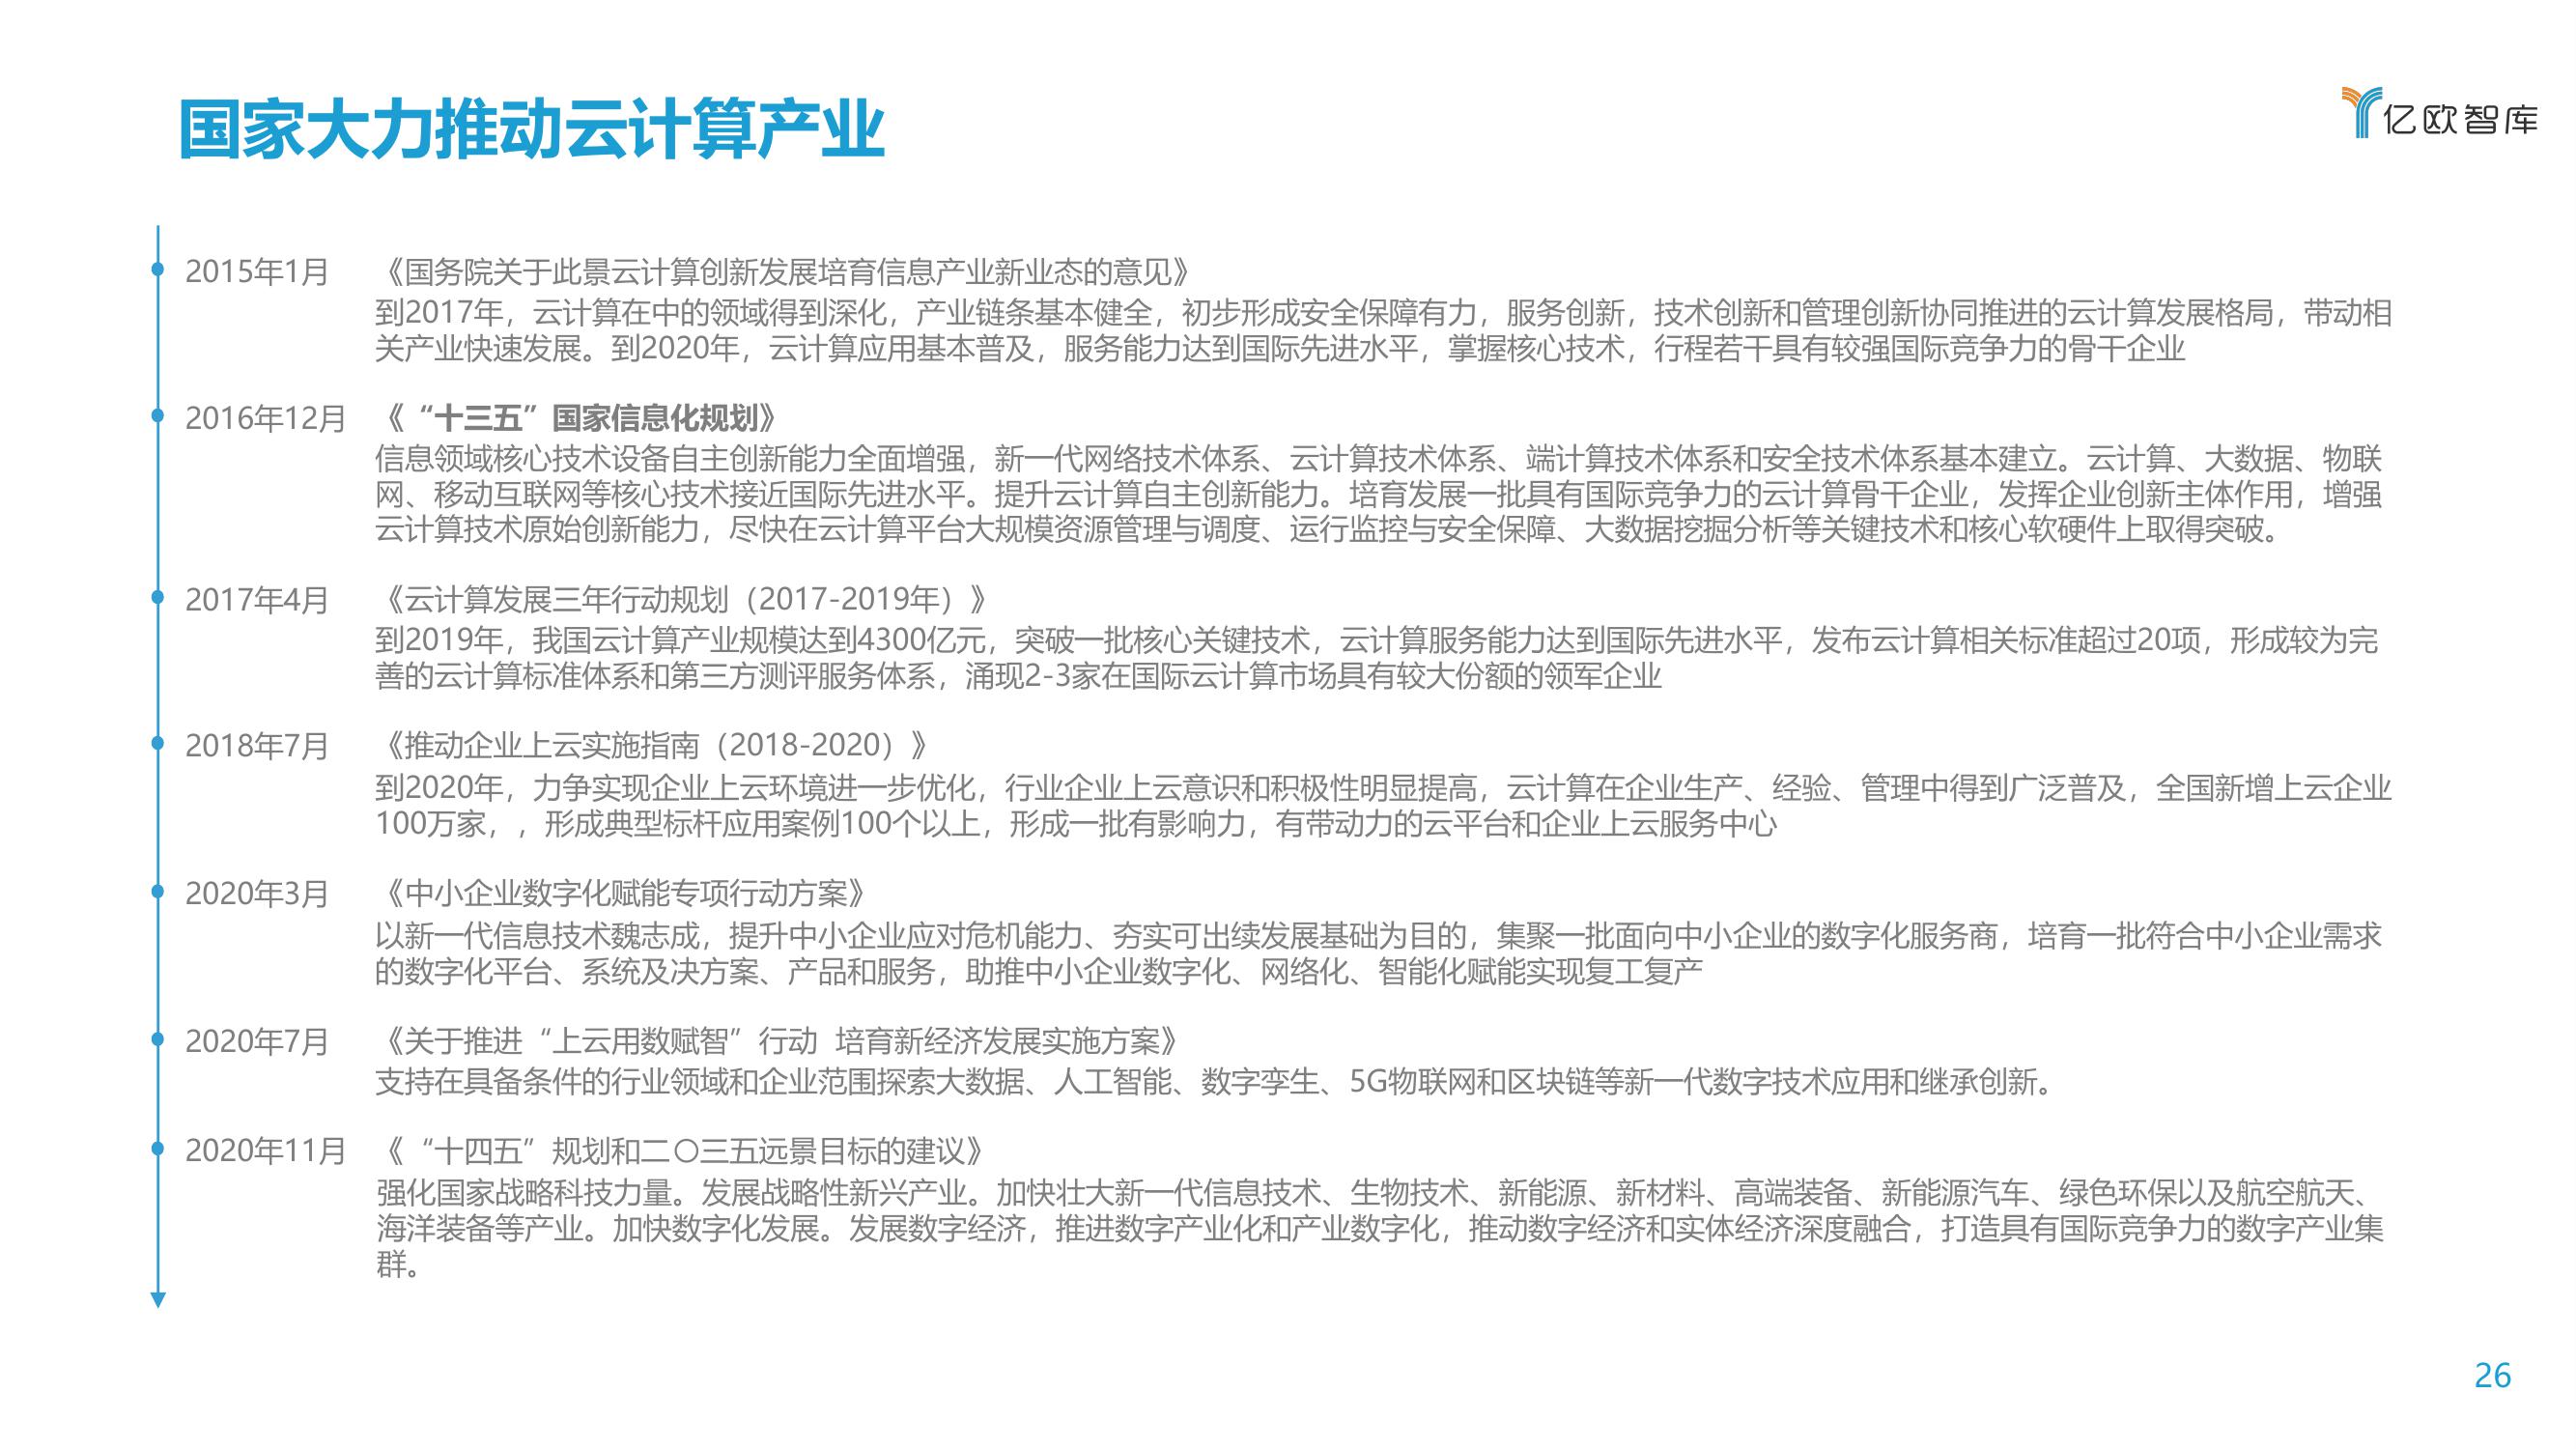 国家大力推动云计算产业
亿欧智库
2015年1月
《国务院关于此景云计算创新发展培育信息产业新业态的意见》
到2017年，云计算在中的领域得到深化，产业链条基本健全，初步形成安全保障有力，服务创新，技术创新和管理创新协同推进的云计算发展格局，带动相
关产业快速发展。到2020年，云计算应用基本普及，服务能力达到国际先进水平，掌握核心技术，行程若干具有较强国际竞争力的骨干企业
2016年12月
《“十三五”国家信息化规划》
信息领域核心技术设备自主创新能力全面增强，新一代网络技术体系、云计算技术体系、端计算技术体系和安全技术体系基本建立。云计算、大数据、物联
网、移动互联网等核心技术接近国际先进水平。提升云计算自主创新能力。培育发展一批具有国际竞争力的云计算骨干企业，发挥企业创新主体作用，增强
云计算技术原始创新能力，尽快在云计算平台大规模资源管理与调度、运行监控与安全保障、大数据挖掘分析等关键技术和核心软硬件上取得突破。
2017年4月
《云计算发展三年行动规划（2017-2019年）》
到2019年，我国云计算产业规模达到4300亿元，突破一批核心关键技术，云计算服务能力达到国际先进水平，发布云计算相关标准超过20项，形成较为完
善的云计算标准体系和第三方测评服务体系，涌现2-3家在国际云计算市场具有较大份额的领军企业
2018年7月
《推动企业上云实施指南（2018-2020）》
到2020年，力争实现企业上云环境进一步优化，行业企业上云意识和积极性明显提高，云计算在企业生产、经验、管理中得到广泛普及，全国新增上云企业
100万家，，形成典型标杆应用案例100个以上，形成一批有影响力，有带动力的云平台和企业上云服务中心
2020年3月
《中小企业数字化赋能专项行动方案》
以新一代信息技术魏志成，提升中小企业应对危机能力、夯实可出续发展基础为目的，集聚一批面向中小企业的数字化服务商，培育一批符合中小企业需求
的数字化平台、系统及决方案、产品和服务，助推中小企业数字化、网络化、智能化赋能实现复工复产
2020年7月
《关于推进“上云用数赋智”行动 培育新经济发展实施方案》
支持在具备条件的行业领域和企业范围探索大数据、人工智能、数字孪生、5G物联网和区块链等新一代数字技术应用和继承创新。
2020年11月
《“十四五”规划和二〇三五远景目标的建议》
强化国家战略科技力量。发展战略性新兴产业。加快壮大新一代信息技术、生物技术、新能源、新材料、高端装备、新能源汽车、绿色环保以及航空航天、
海洋装备等产业。加快数字化发展。发展数字经济，推进数字产业化和产业数字化，推动数字经济和实体经济深度融合，打造具有国际竞争力的数字产业集
群。
26